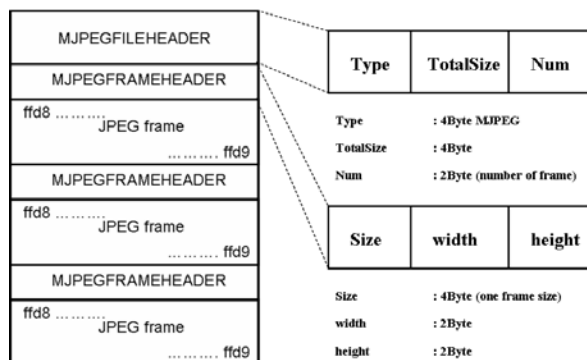 MJPEGFILEHEADER
MJPEGFRAMEHEADER
ffd8 ……….
JPEG frame
………. ffd9
MJPEGFRAMEHEADER
ffd8 ……….
JPEG frame
………. ffd9
MJPEGFRAMEHEADER
ffd8 ……….
JPEG frame
………. ffd9
Type TotalSize Num
Type : 4Byte MJPEG
TotalSize : 4Byte
Num : 2Byte (number of frame)
Size width height
Size : 4Byte (one frame size)
width : 2Byte
height : 2Byte